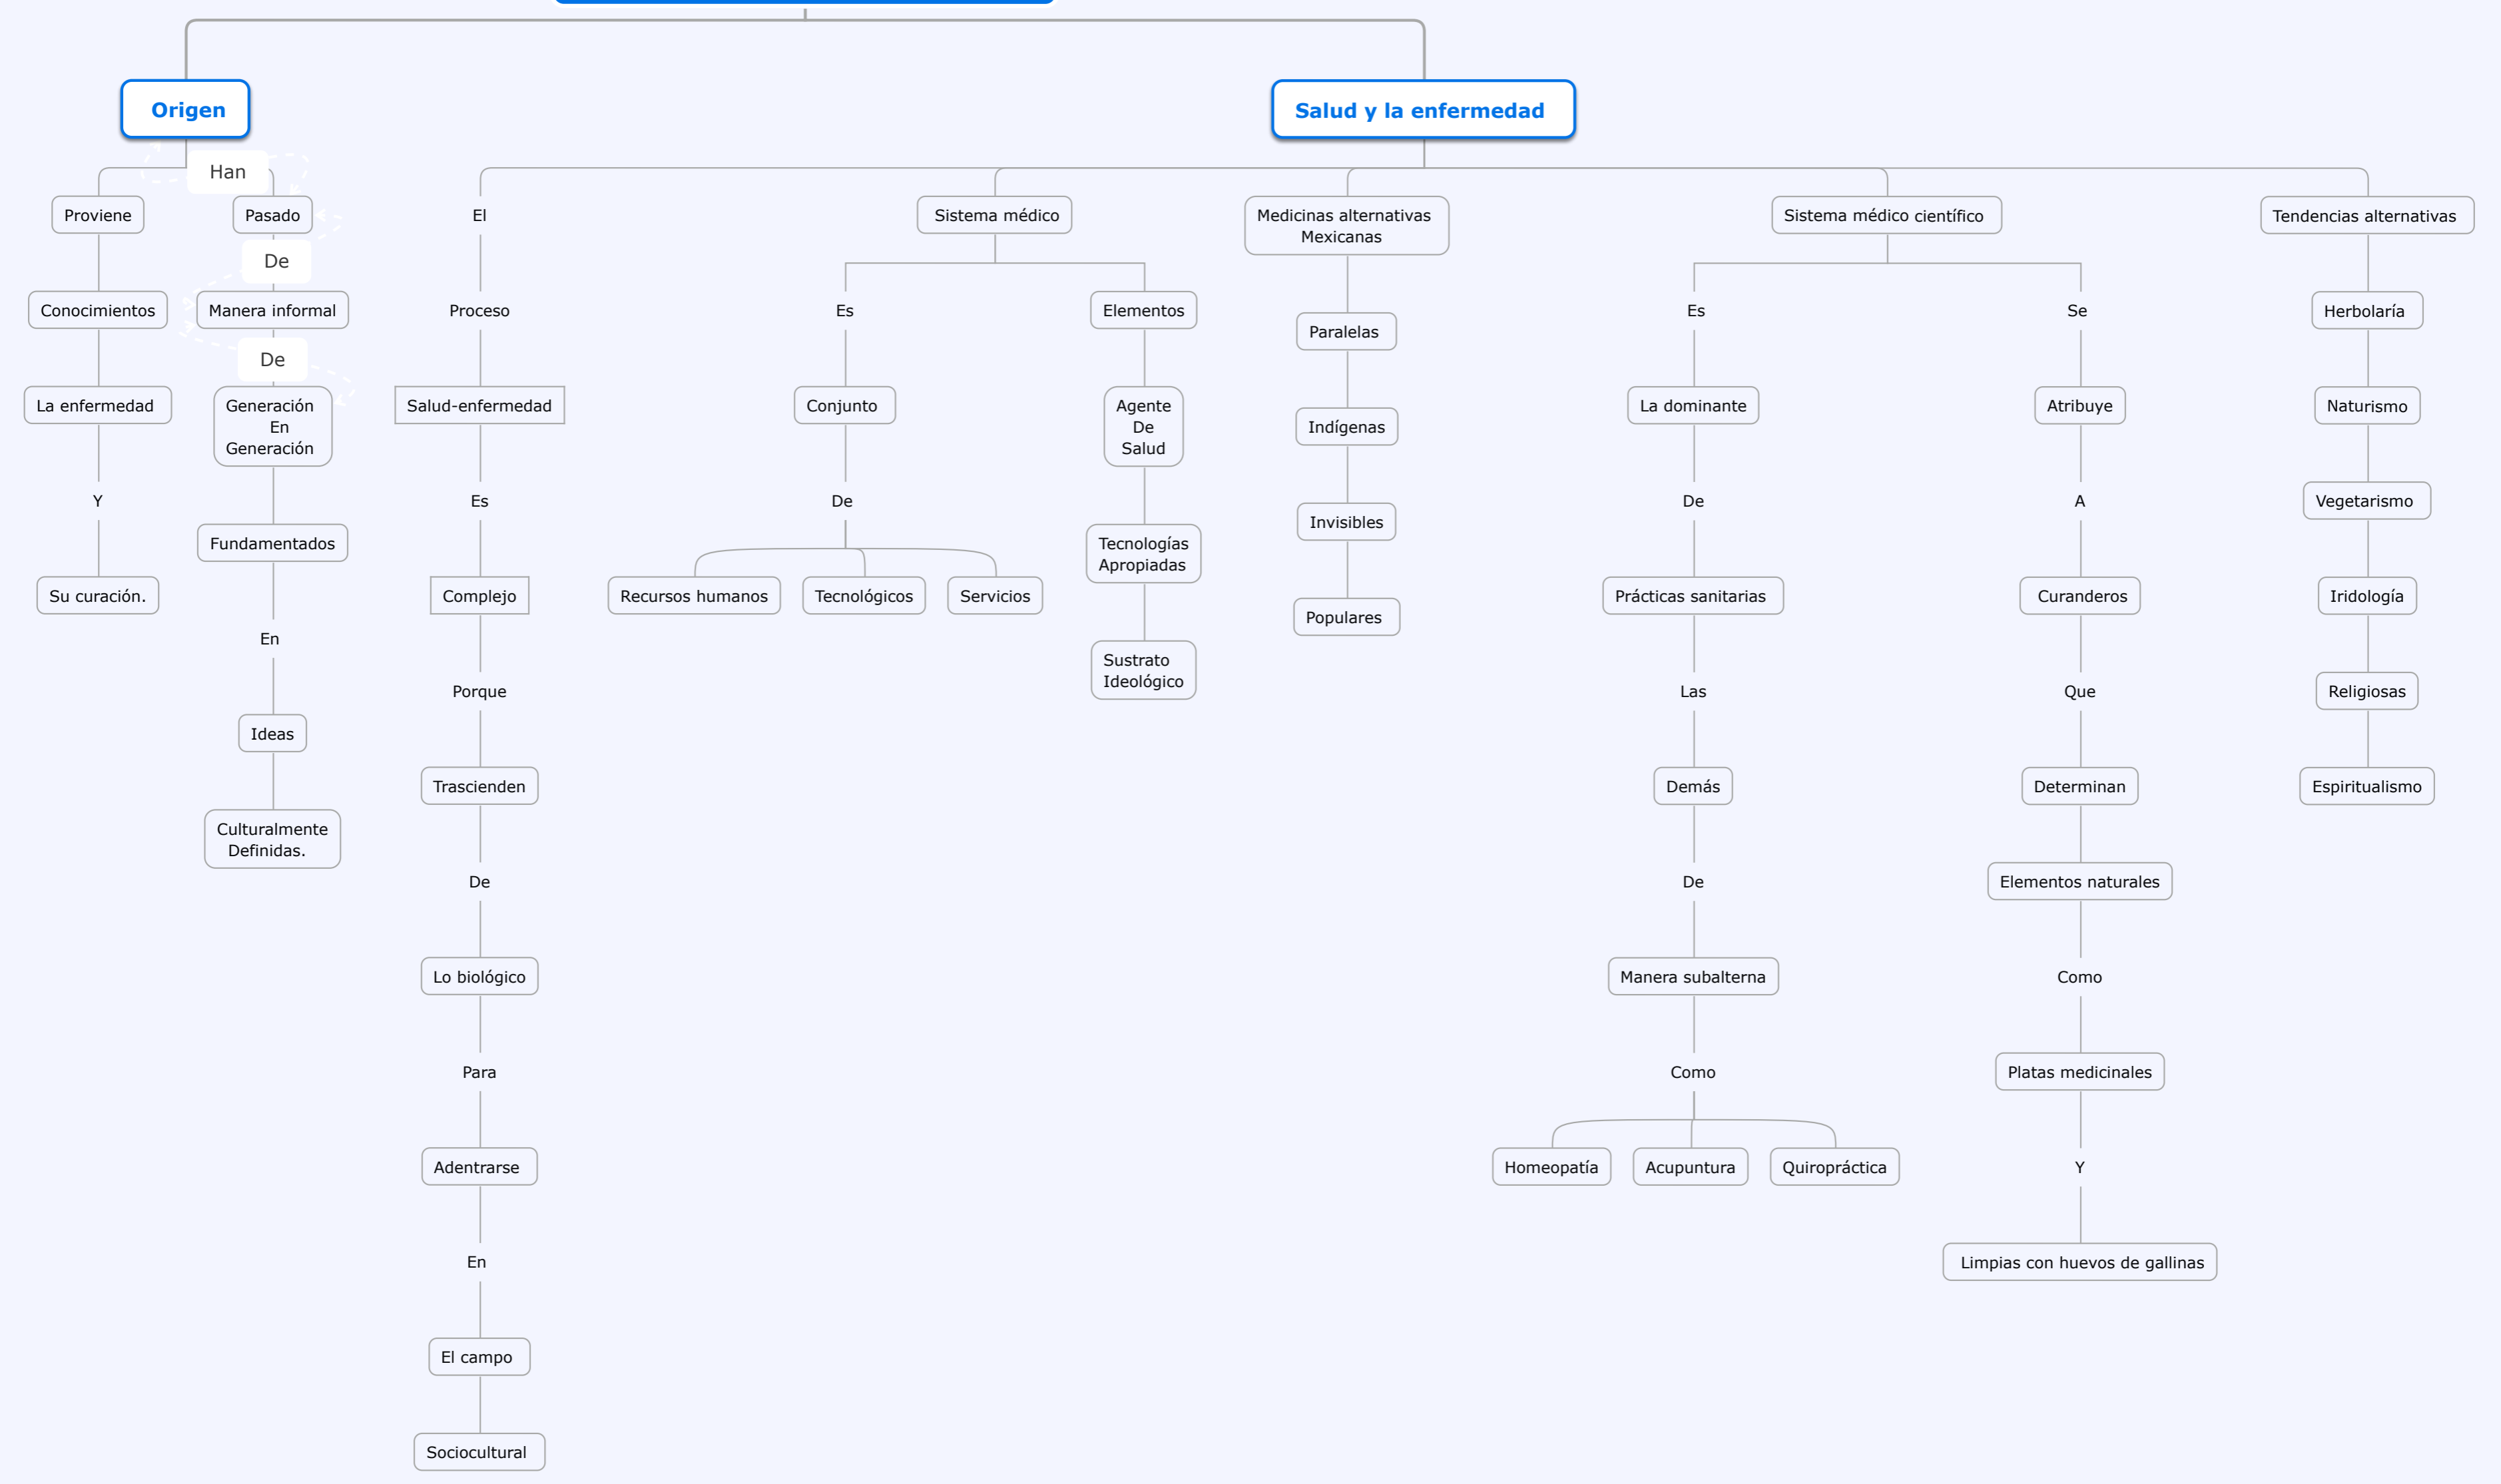 Origen
Salud y la enfermedad
Han
Proviene
Pasado
De
Conocimientos
Manera informal
De
La enfermedad
Generación
En
Generación
Y
Fundamentados
Su curación.
En
Ideas
Culturalmente
Definidas.
El
Proceso
Salud-enfermedad
Es
Complejo
Porque
Trascienden
De
Lo biológico
Para
Adentrarse
En
El campo
Sociocultural
Sistema médico
Es
Conjunto
De
Recursos humanos
Tecnológicos
Servicios
Elementos
Agente
De
Salud
Tecnologías
Apropiadas
Sustrato
Ideológico
Medicinas alternativas
Mexicanas
Paralelas
Indígenas
Invisibles
Populares
Sistema médico científico
Es
La dominante
De
Prácticas sanitarias
Las
Demás
De
Manera subalterna
Como
Homeopatía
Acupuntura
Quiropráctica
Se
Atribuye
A
Curanderos
Que
Determinan
Elementos naturales
Como
Platas medicinales
Y
Limpias con huevos de gallinas
Tendencias alternativas
Herbolaría
Naturismo
Vegetarismo
Iridología
Religiosas
Espiritualismo